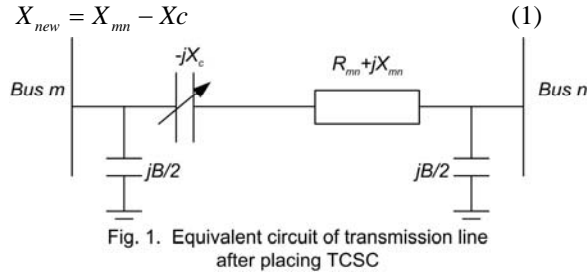 X_new = X_mn − Xc (1)
-jX_c
R_mn+jX_mn
Bus m
Bus n
jB/2
jB/2
Fig. 1. Equivalent circuit of transmission line
after placing TCSC